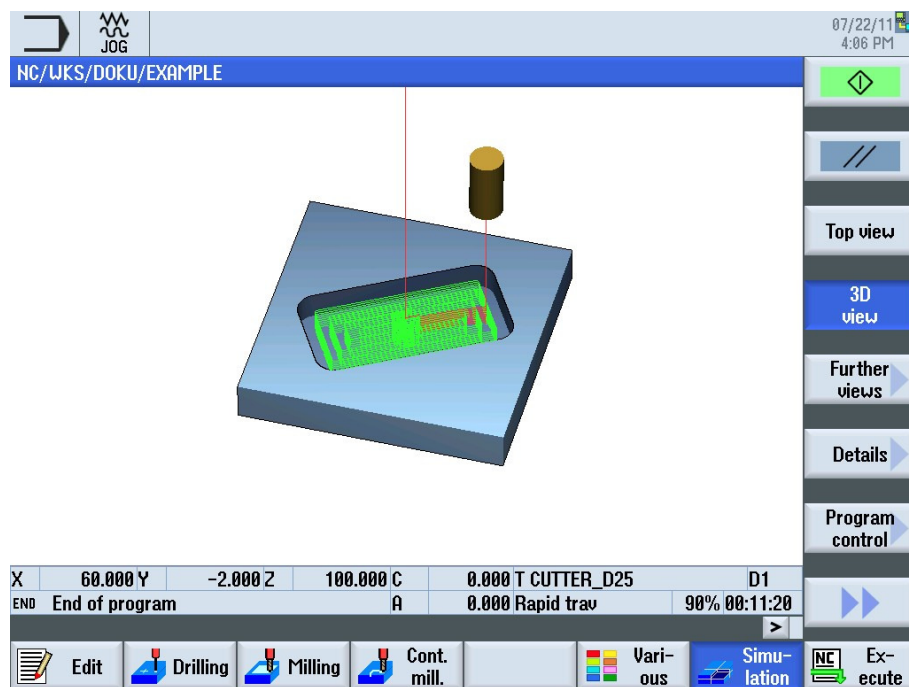 JOG
07/22/11
4:06 PM
NC/WKS/DOKU/EXAMPLE
Top view
3D
view
Further
views
Details
Program
control
X 60.000 Y -2.000 Z 100.000 C 0.000 T CUTTER_D25 D1
END End of program A 0.000 Rapid trav 90% 00:11:20
>
Edit
Drilling
Milling
Cont.
mill.
Vari-
ous
Simu-
lation
NC Ex-
ecute